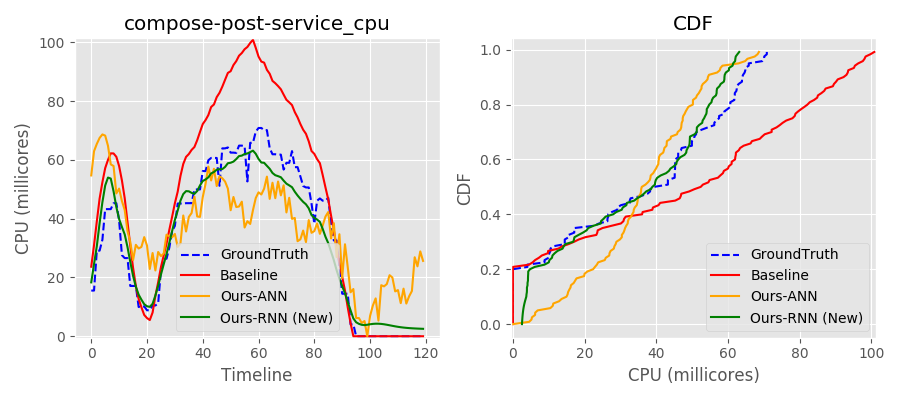 compose-post-service_cpu
CPU (millicores)
100
80
60
40
20
0
0
20
40
60
80
100
120
Timeline
GroundTruth
Baseline
Ours-ANN
Ours-RNN (New)
CDF
CDF
1.0
0.8
0.6
0.4
0.2
0.0
0
20
40
60
80
100
CPU (millicores)
GroundTruth
Baseline
Ours-ANN
Ours-RNN (New)